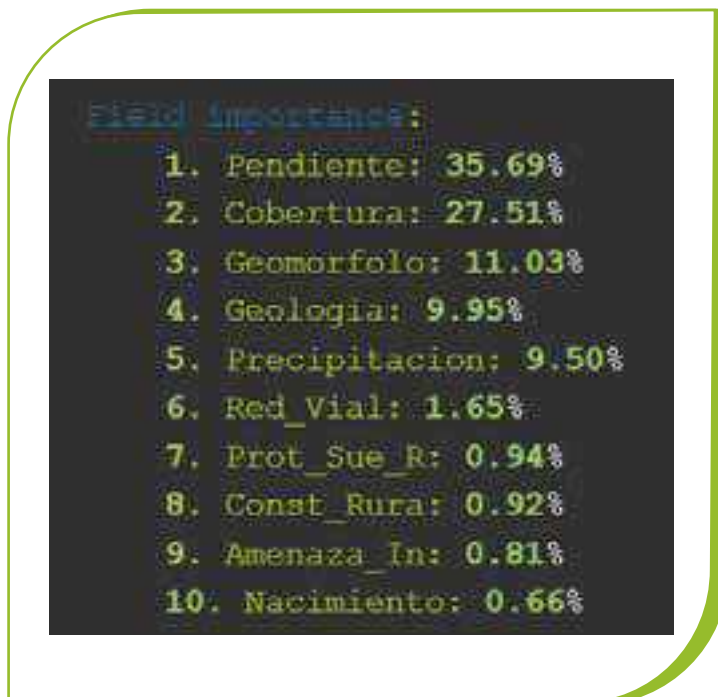 Field importance:
1. Pendiente: 35.69%
2. Cobertura: 27.51%
3. Geomorfolo: 11.03%
4. Geologia: 9.95%
5. Precipitacion: 9.50%
6. Red_Vial: 1.65%
7. Prot_Sue_R: 0.94%
8. Const_Rura: 0.92%
9. Amenaza_In: 0.81%
10. Nacimiento: 0.66%